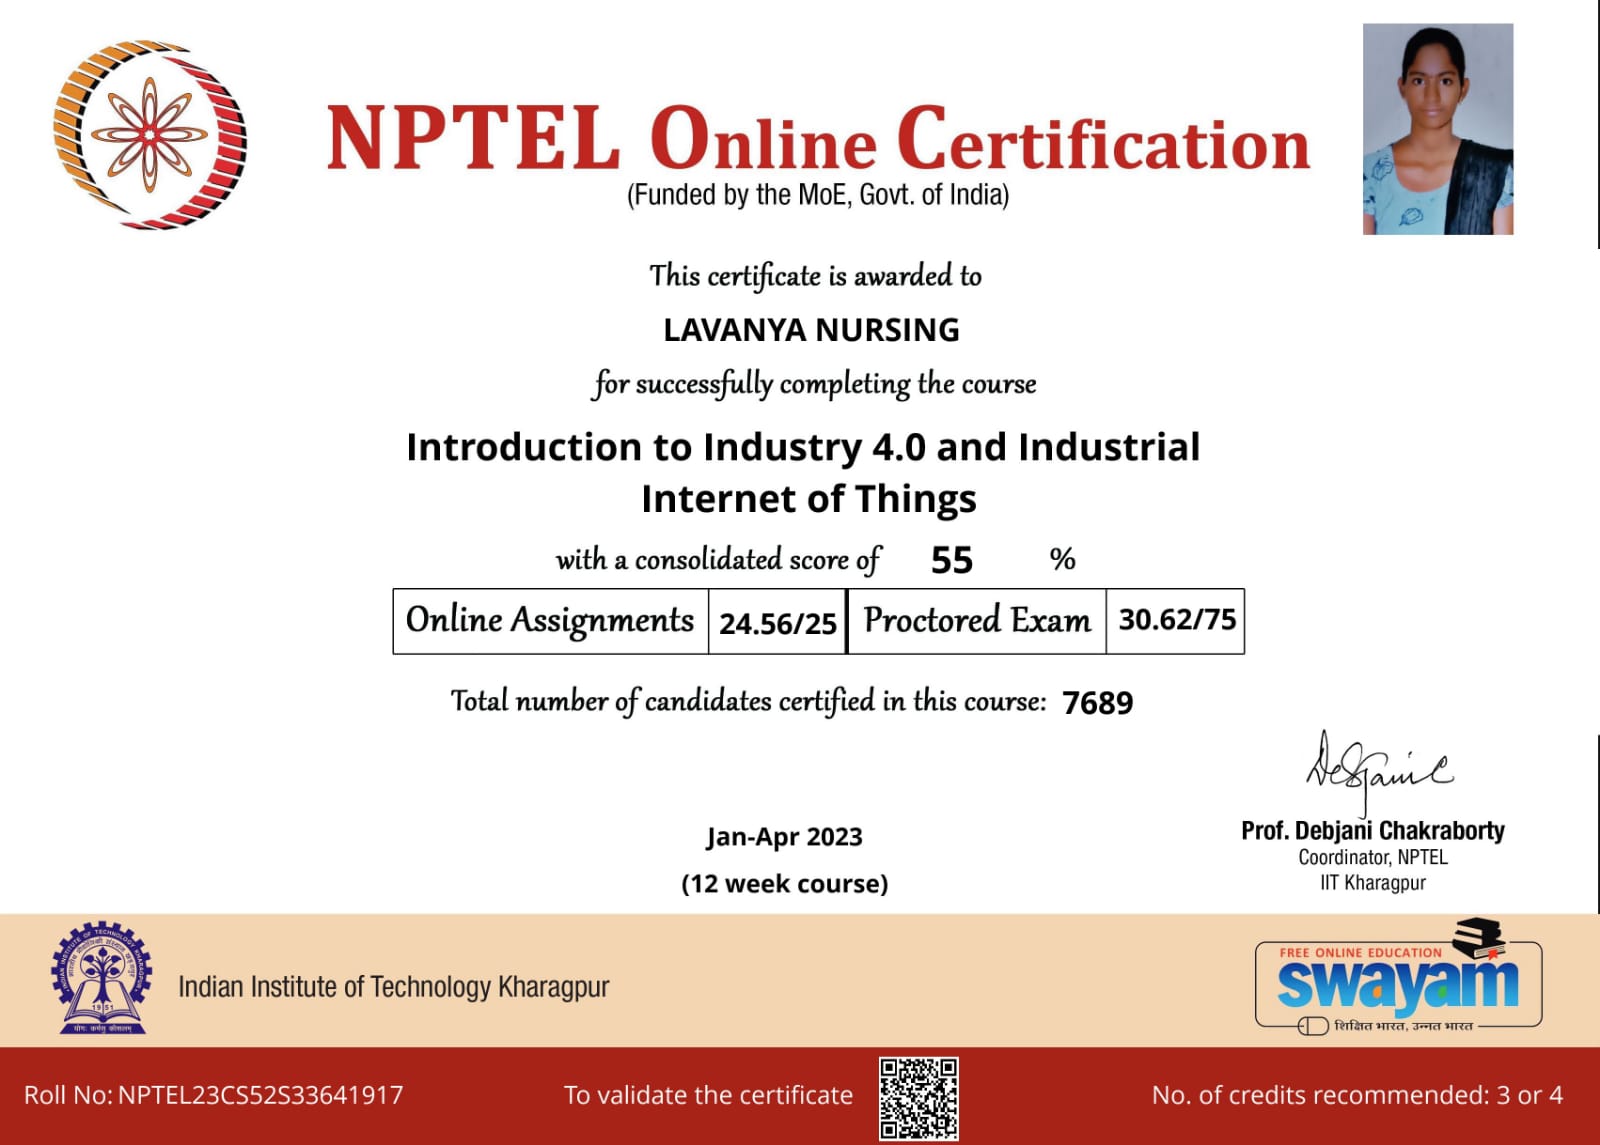 NPTEL Online Certification
(Funded by the MoE, Govt. of India)
This certificate is awarded to
LAVANYA NURSING
for successfully completing the course
Introduction to Industry 4.0 and Industrial
Internet of Things
with a consolidated score of 55 %
Online Assignments 24.56/25 Proctored Exam 30.62/75
Total number of candidates certified in this course: 7689
Jan-Apr 2023
(12 week course)
Prof. Debjani Chakraborty
Coordinator, NPTEL
IIT Kharagpur
INDIAN INSTITUTE OF TECHNOLOGY KHARAGPUR
1951
योगः कर्मसु कौशलम्
Indian Institute of Technology Kharagpur
FREE ONLINE EDUCATION
swayam
शिक्षित भारत, उन्नत भारत
Roll No: NPTEL23CS52S33641917
To validate the certificate
No. of credits recommended: 3 or 4